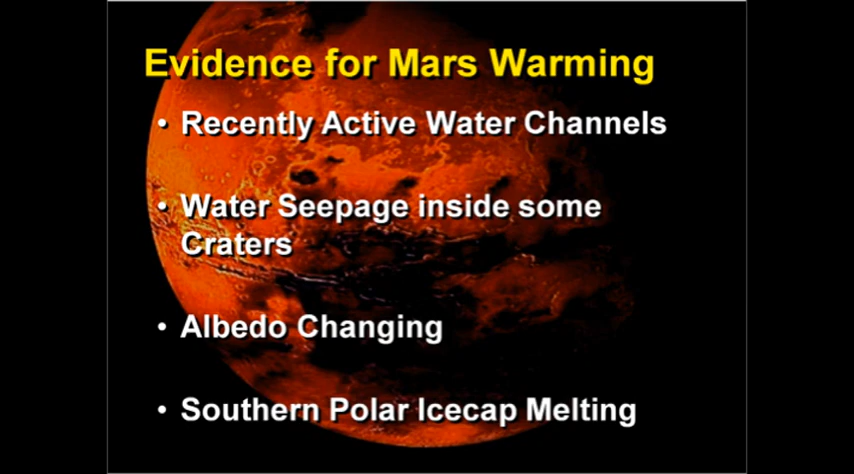 Evidence for Mars Warming
• Recently Active Water Channels
• Water Seepage inside some
Craters
• Albedo Changing
• Southern Polar Icecap Melting